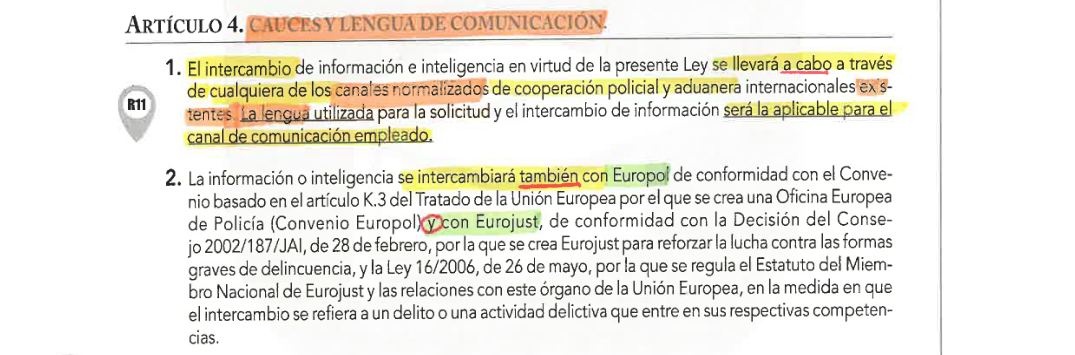 ARTÍCULO 4. CAUCES Y LENGUA DE COMUNICACIÓN.
1. El intercambio de información e inteligencia en virtud de la presente Ley se llevará a cabo a través
de cualquiera de los canales normalizados de cooperación policial y aduanera internacionales exis-
R11
tentes. La lengua utilizada para la solicitud y el intercambio de información será la aplicable para el
canal de comunicación empleado.
2. La información o inteligencia se intercambiará también con Europol de conformidad con el Conve-
nio basado en el artículo K.3 del Tratado de la Unión Europea por el que se crea una Oficina Europea
de Policía (Convenio Europol) y con Eurojust, de conformidad con la Decisión del Conse-
jo 2002/187/JAI, de 28 de febrero, por la que se crea Eurojust para reforzar la lucha contra las formas
graves de delincuencia, y la Ley 16/2006, de 26 de mayo, por la que se regula el Estatuto del Miem-
bro Nacional de Eurojust y las relaciones con este órgano de la Unión Europea, en la medida en que
el intercambio se refiera a un delito o una actividad delictiva que entre en sus respectivas competen-
cias.